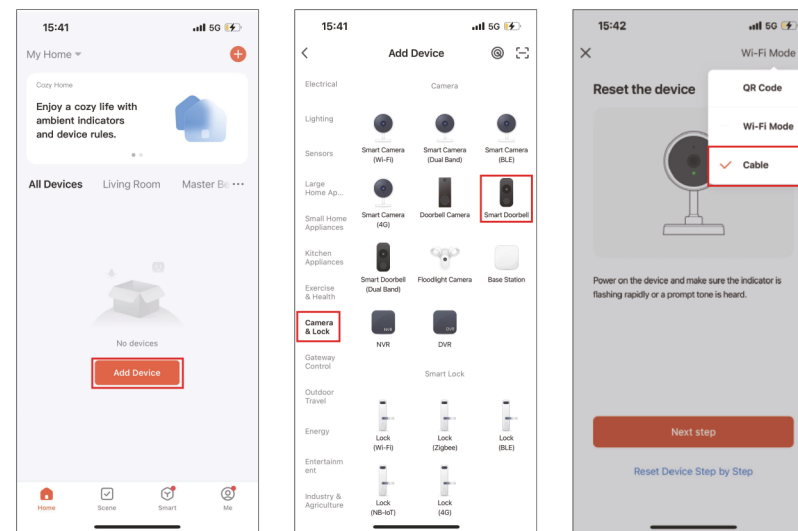 15:41
5G
My Home
Cozy Home
Enjoy a cozy life with
ambient indicators
and device rules.
All Devices Living Room Master Be
No devices
Add Device
Home Scene Smart Me
15:41
5G
Add Device
Electrical
Lighting
Sensors
Large
Home Ap...
Small Home
Appliances
Kitchen
Appliances
Exercise
& Health
Camera
& Lock
Gateway
Control
Outdoor
Travel
Energy
Entertainm
ent
Industry &
Agriculture
Camera
Smart Camera
(Wi-Fi)
Smart Camera
(Dual Band)
Smart Camera
(BLE)
Smart Camera
(4G)
Doorbell Camera
Smart Doorbell
Smart Doorbell
(Dual Band)
Floodlight Camera
Base Station
NVR
NVR
DVR
DVR
Smart Lock
Lock
(Wi-Fi)
Lock
(Zigbee)
Lock
(BLE)
Lock
(NB-IoT)
Lock
(4G)
15:42
5G
Wi-Fi Mode
Reset the device
QR Code
Wi-Fi Mode
Cable
Power on the device and make sure the indicator is
flashing rapidly or a prompt tone is heard.
Next step
Reset Device Step by Step